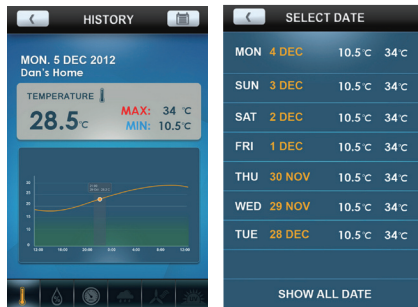 HISTORY
MON. 5 DEC 2012
Dan's Home
TEMPERATURE
28.5°C
MAX: 34 °C
MIN: 10.5°C
SELECT DATE
MON 4 DEC 10.5°C 34°C
SUN 3 DEC 10.5°C 34°C
SAT 2 DEC 10.5°C 34°C
FRI 1 DEC 10.5°C 34°C
THU 30 NOV 10.5°C 34°C
WED 29 NOV 10.5°C 34°C
TUE 28 DEC 10.5°C 34°C
SHOW ALL DATE